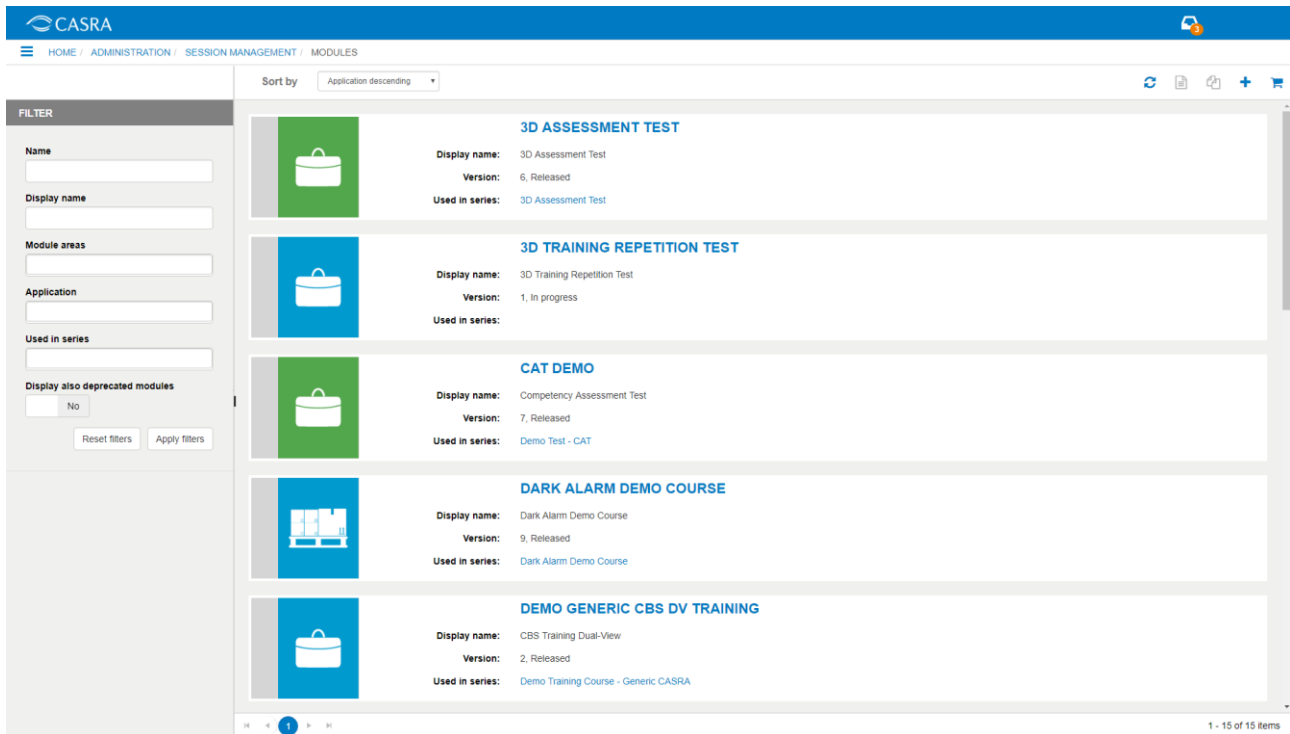 CASRA
3
HOME / ADMINISTRATION / SESSION MANAGEMENT / MODULES
Sort by Application descending
FILTER
Name
Display name
Module areas
Application
Used in series
Display also deprecated modules
No
Reset filters Apply filters
3D ASSESSMENT TEST
Display name: 3D Assessment Test
Version: 6, Released
Used in series: 3D Assessment Test
3D TRAINING REPETITION TEST
Display name: 3D Training Repetition Test
Version: 1, In progress
Used in series:
CAT DEMO
Display name: Competency Assessment Test
Version: 7, Released
Used in series: Demo Test - CAT
DARK ALARM DEMO COURSE
Display name: Dark Alarm Demo Course
Version: 9, Released
Used in series: Dark Alarm Demo Course
DEMO GENERIC CBS DV TRAINING
Display name: CBS Training Dual-View
Version: 2, Released
Used in series: Demo Training Course - Generic CASRA
1
1 - 15 of 15 items